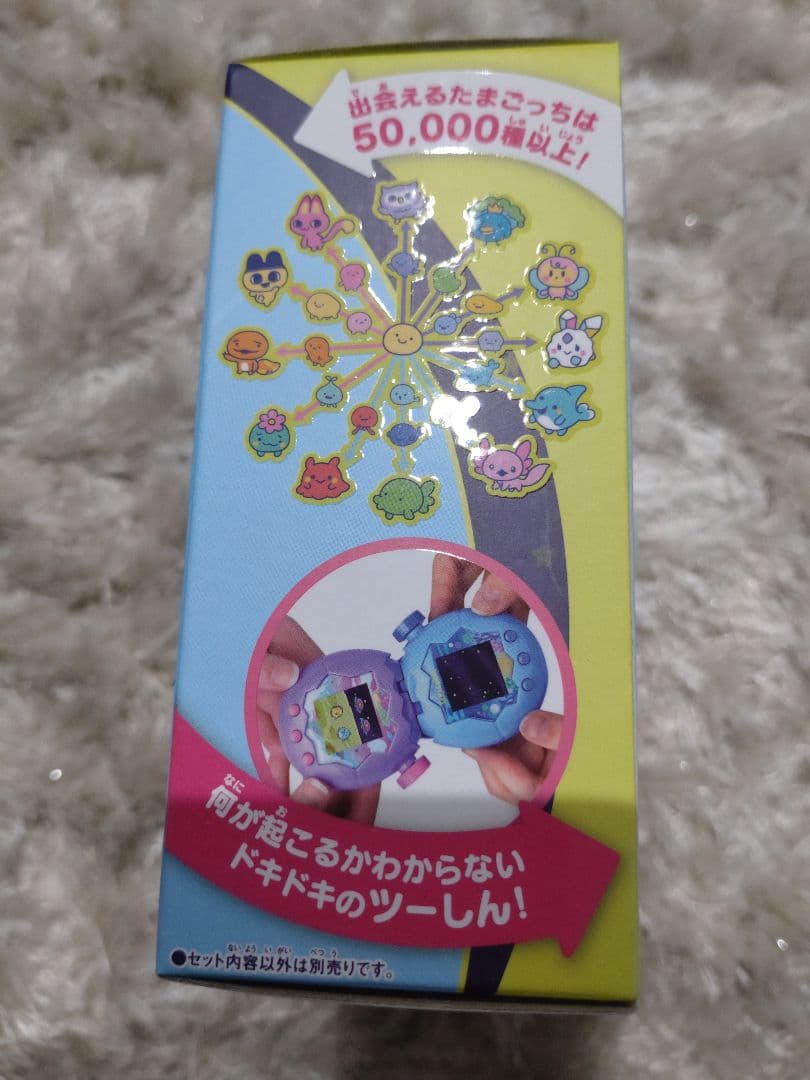 出会えるたまごっちは
50,000種以上!
何が起こるかわからない
ドキドキのツーしん!
●セット内容以外は別売りです。